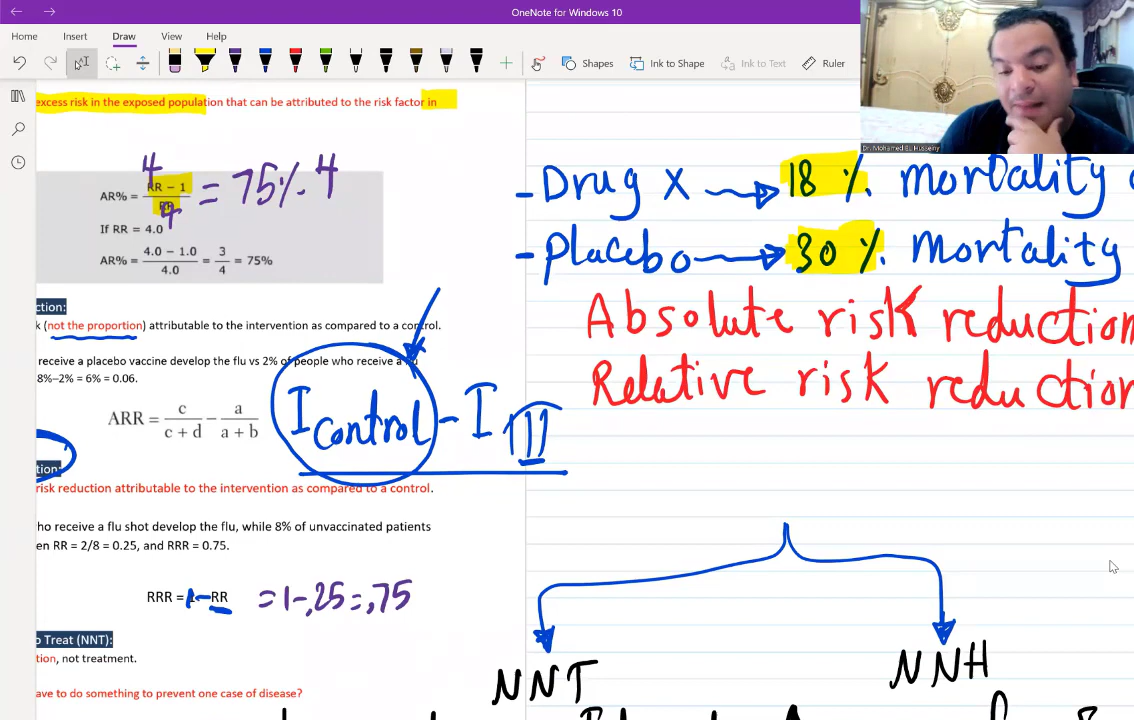 OneNote for Windows 10
Home Insert Draw View Help
Shapes Ink to Shape Ink to Text Ruler
Dr. Mohamed EL Husseiny
excess risk in the exposed population that can be attributed to the risk factor in
4
AR% = RR − 1 = 75% 4
4
If RR = 4.0
AR% = 4.0 − 1.0 / 4.0 = 3 / 4 = 75%
ction:
k (not the proportion) attributable to the intervention as compared to a control.
receive a placebo vaccine develop the flu vs 2% of people who receive a flu
8%–2% = 6% = 0.06.
ARR = c / c + d − a / a + b
I control - I
tion:
risk reduction attributable to the intervention as compared to a control.
ho receive a flu shot develop the flu, while 8% of unvaccinated patients
en RR = 2/8 = 0.25, and RRR = 0.75.
RRR = 1 − RR = 1-.25=.75
o Treat (NNT):
tion, not treatment.
ave to do something to prevent one case of disease?
- Drug X → 18 % mortality
- Placebo → 30 % mortality
Absolute risk reduction
Relative risk reduction
NNT NNH